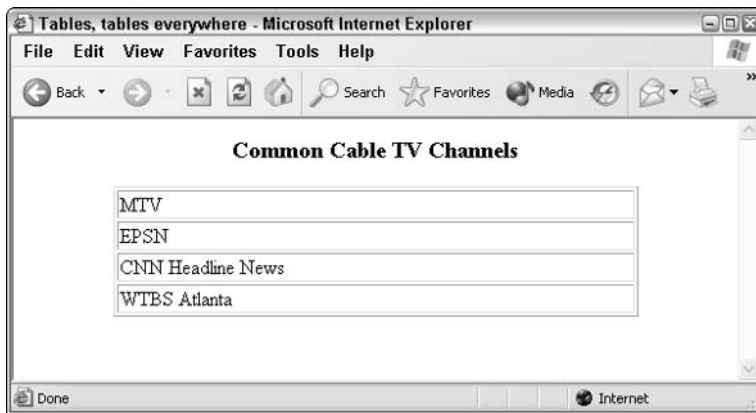 Tables, tables everywhere - Microsoft Internet Explorer
File Edit View Favorites Tools Help
Back Search Favorites Media »
Common Cable TV Channels
MTV
EPSN
CNN Headline News
WTBS Atlanta
Done Internet